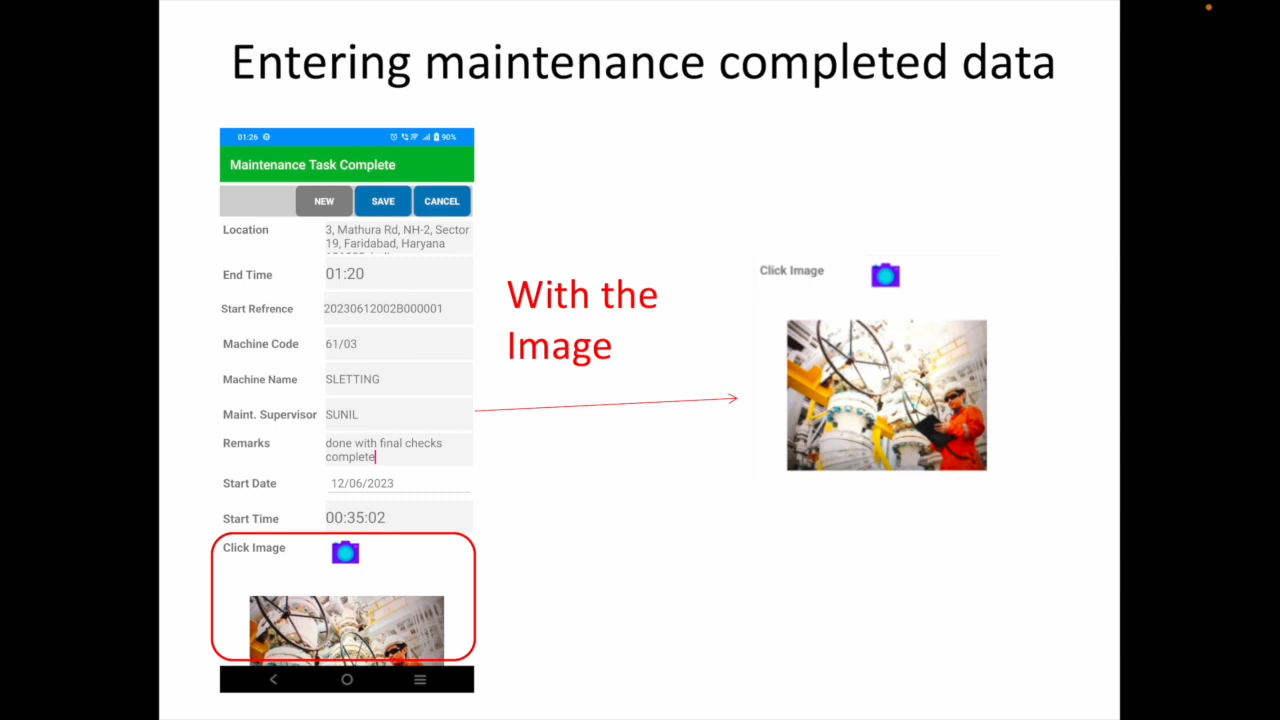 Entering maintenance completed data
01:26
90%
Maintenance Task Complete
NEW SAVE CANCEL
Location 3, Mathura Rd, NH-2, Sector
19, Faridabad, Haryana
End Time 01:20
Start Refrence 20230612002B000001
Machine Code 61/03
Machine Name SLETTING
Maint. Supervisor SUNIL
Remarks done with final checks
complete
Start Date 12/06/2023
Start Time 00:35:02
Click Image
With the
Image
Click Image